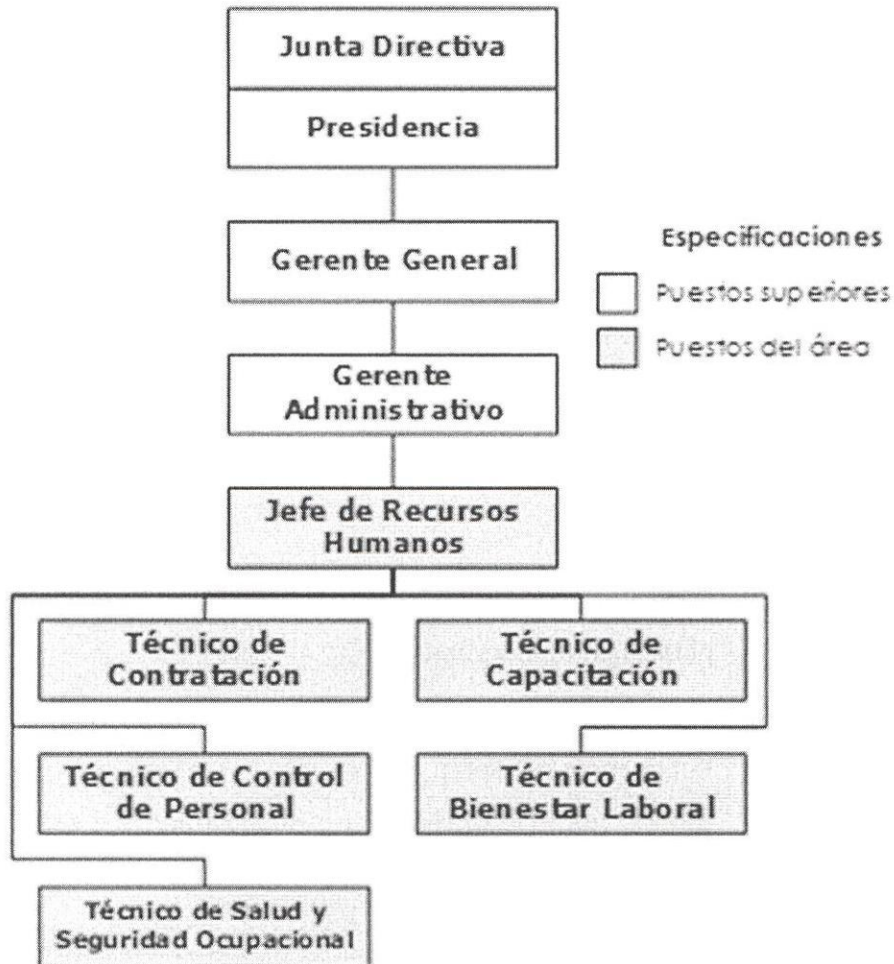 Junta Directiva
Presidencia
Gerente General
Especificaciones
Puestos superiores
Puestos del área
Gerente
Administrativo
Jefe de Recursos
Humanos
Técnico de
Contratación
Técnico de
Capacitación
Técnico de Control
de Personal
Técnico de
Bienestar Laboral
Técnico de Salud y
Seguridad Ocupacional